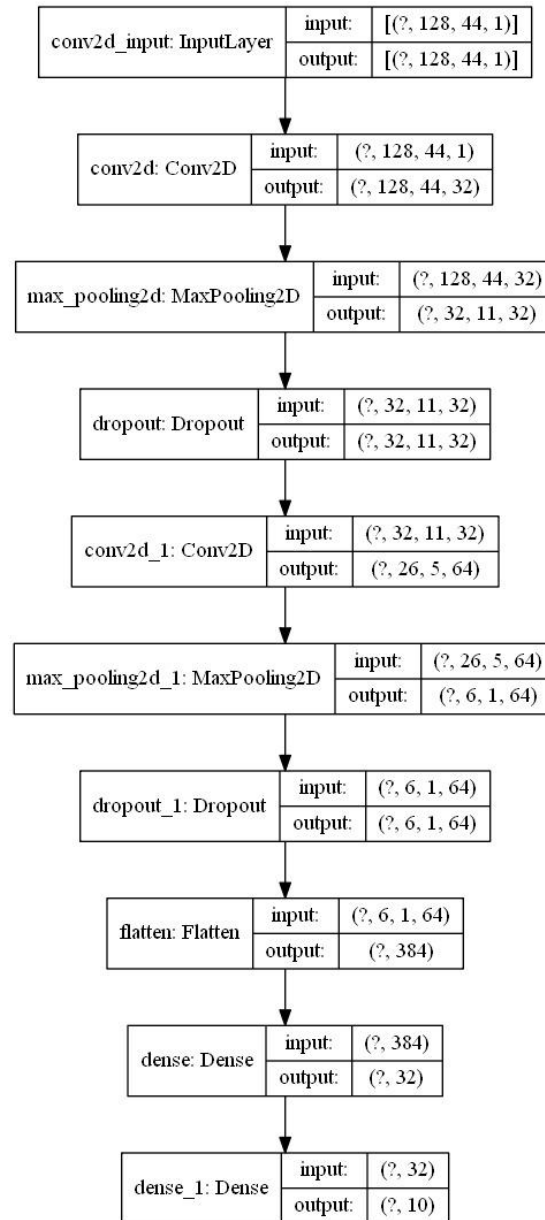 conv2d_input: InputLayer
input:
[(?, 128, 44, 1)]
output:
[(?, 128, 44, 1)]
conv2d: Conv2D
input:
(?, 128, 44, 1)
output:
(?, 128, 44, 32)
max_pooling2d: MaxPooling2D
input:
(?, 128, 44, 32)
output:
(?, 32, 11, 32)
dropout: Dropout
input:
(?, 32, 11, 32)
output:
(?, 32, 11, 32)
conv2d_1: Conv2D
input:
(?, 32, 11, 32)
output:
(?, 26, 5, 64)
max_pooling2d_1: MaxPooling2D
input:
(?, 26, 5, 64)
output:
(?, 6, 1, 64)
dropout_1: Dropout
input:
(?, 6, 1, 64)
output:
(?, 6, 1, 64)
flatten: Flatten
input:
(?, 6, 1, 64)
output:
(?, 384)
dense: Dense
input:
(?, 384)
output:
(?, 32)
dense_1: Dense
input:
(?, 32)
output:
(?, 10)